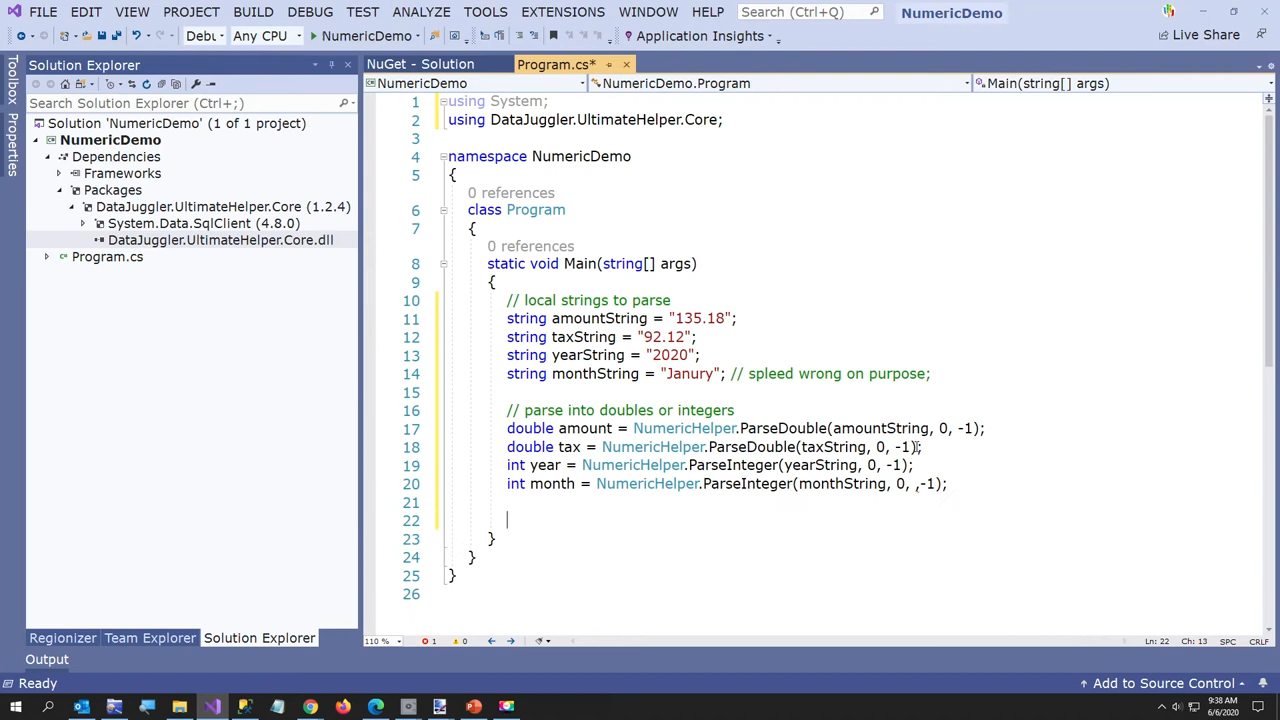 FILE EDIT VIEW PROJECT BUILD DEBUG TEST ANALYZE TOOLS EXTENSIONS WINDOW HELP Search (Ctrl+Q) NumericDemo
Debu Any CPU NumericDemo Application Insights Live Share
Toolbox
Properties
Solution Explorer
Search Solution Explorer (Ctrl+;)
Solution 'NumericDemo' (1 of 1 project)
NumericDemo
Dependencies
Frameworks
Packages
DataJuggler.UltimateHelper.Core (1.2.4)
System.Data.SqlClient (4.8.0)
DataJuggler.UltimateHelper.Core.dll
Program.cs
Regionizer Team Explorer Solution Explorer
NuGet - Solution Program.cs*
NumericDemo NumericDemo.Program Main(string[] args)
1 using System;
2 using DataJuggler.UltimateHelper.Core;
3
4 namespace NumericDemo
5 {
0 references
6 class Program
7 {
0 references
8 static void Main(string[] args)
9 {
10 // local strings to parse
11 string amountString = "135.18";
12 string taxString = "92.12";
13 string yearString = "2020";
14 string monthString = "Janury"; // spleed wrong on purpose;
15
16 // parse into doubles or integers
17 double amount = NumericHelper.ParseDouble(amountString, 0, -1);
18 double tax = NumericHelper.ParseDouble(taxString, 0, -1);
19 int year = NumericHelper.ParseInteger(yearString, 0, -1);
20 int month = NumericHelper.ParseInteger(monthString, 0, ,-1);
21
22
23 }
24 }
25 }
26
110 % 1 0 Ln: 22 Ch: 13 SPC CRLF
Output
Ready Add to Source Control
9:38 AM
6/6/2020